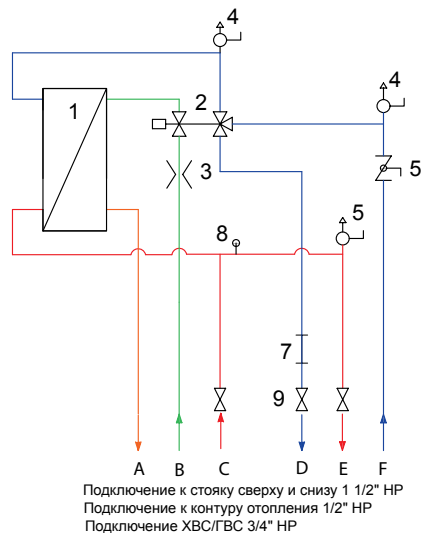 4
1
2
4
3
5
5
8
7
9
A B C D E F
Подключение к стояку сверху и снизу 1 1/2" НР
Подключение к контуру отопления 1/2" НР
Подключение ХВС/ГВС 3/4" НР